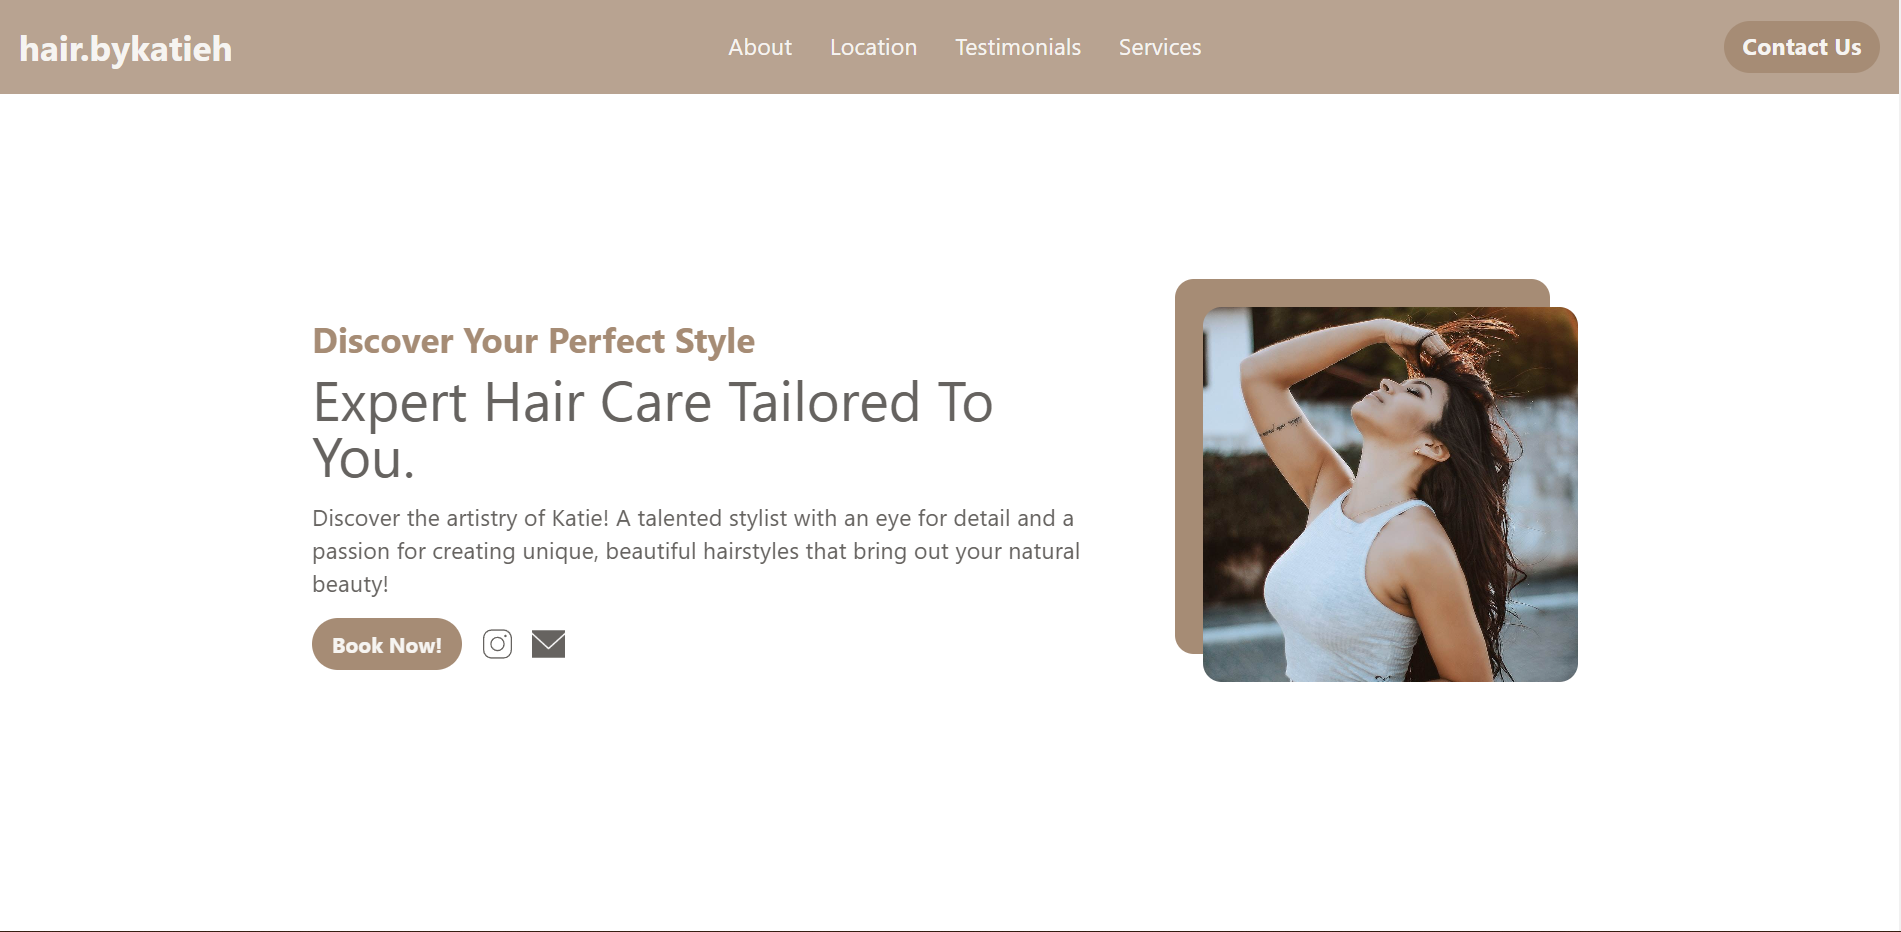 hair.bykatieh
About
Location
Testimonials
Services
Contact Us
Discover Your Perfect Style
Expert Hair Care Tailored To
You.
Discover the artistry of Katie! A talented stylist with an eye for detail and a
passion for creating unique, beautiful hairstyles that bring out your natural
beauty!
Book Now!